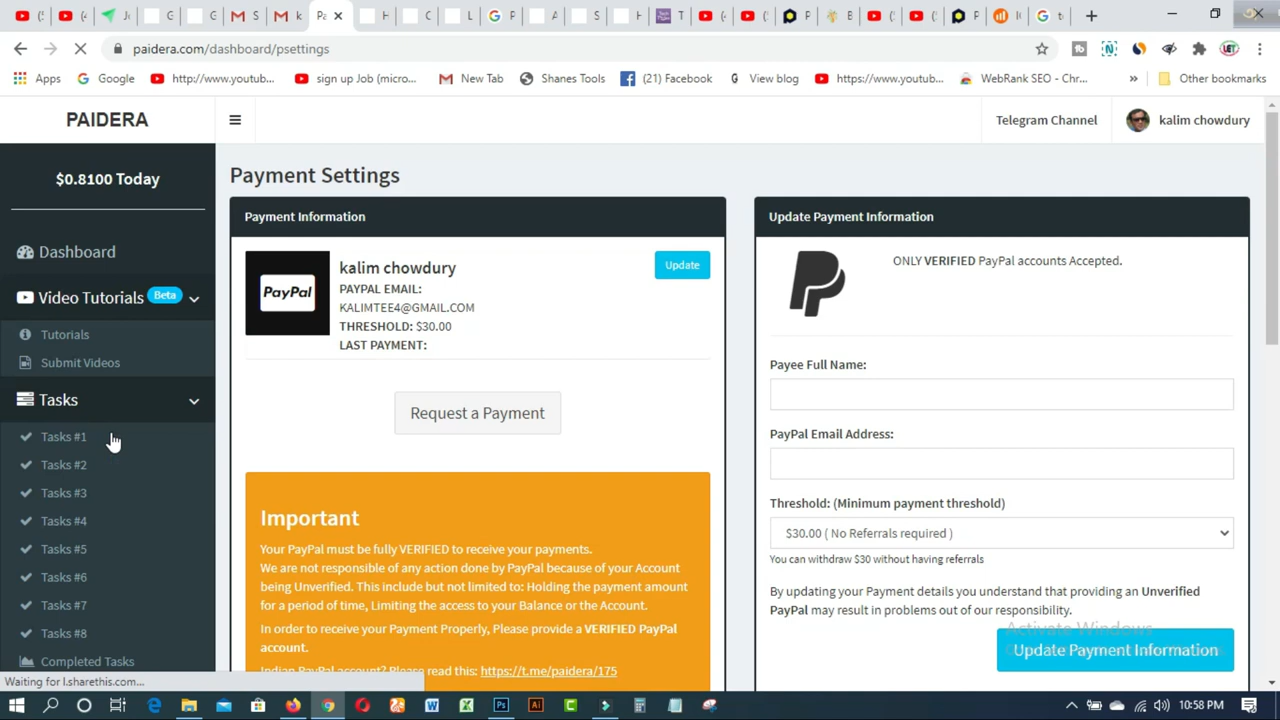 paidera.com/dashboard/psettings
Apps
Google
http://www.youtub...
sign up Job (micro...
New Tab
Shanes Tools
(21) Facebook
View blog
https://www.youtub...
WebRank SEO - Chr...
Other bookmarks
PAIDERA
Telegram Channel
kalim chowdury
$0.8100 Today
Dashboard
Video Tutorials Beta
Tutorials
Submit Videos
Tasks
Tasks #1
Tasks #2
Tasks #3
Tasks #4
Tasks #5
Tasks #6
Tasks #7
Tasks #8
Completed Tasks
Waiting for l.sharethis.com...
Payment Settings
Payment Information
PayPal
kalim chowdury
Update
PAYPAL EMAIL:
KALIMTEE4@GMAIL.COM
THRESHOLD: $30.00
LAST PAYMENT:
Request a Payment
Important
Your PayPal must be fully VERIFIED to receive your payments.
We are not responsible of any action done by PayPal because of your Account
being Unverified. This include but not limited to: Holding the payment amount
for a period of time, Limiting the access to your Balance or the Account.
In order to receive your Payment Properly, Please provide a VERIFIED PayPal
account.
Indian PayPal account? Please read this: https://t.me/paidera/175
Update Payment Information
ONLY VERIFIED PayPal accounts Accepted.
Payee Full Name:
PayPal Email Address:
Threshold: (Minimum payment threshold)
$30.00 ( No Referrals required )
You can withdraw $30 without having referrals
By updating your Payment details you understand that providing an Unverified
PayPal may result in problems out of our responsibility.
Activate Windows
Update Payment Information
10:58 PM